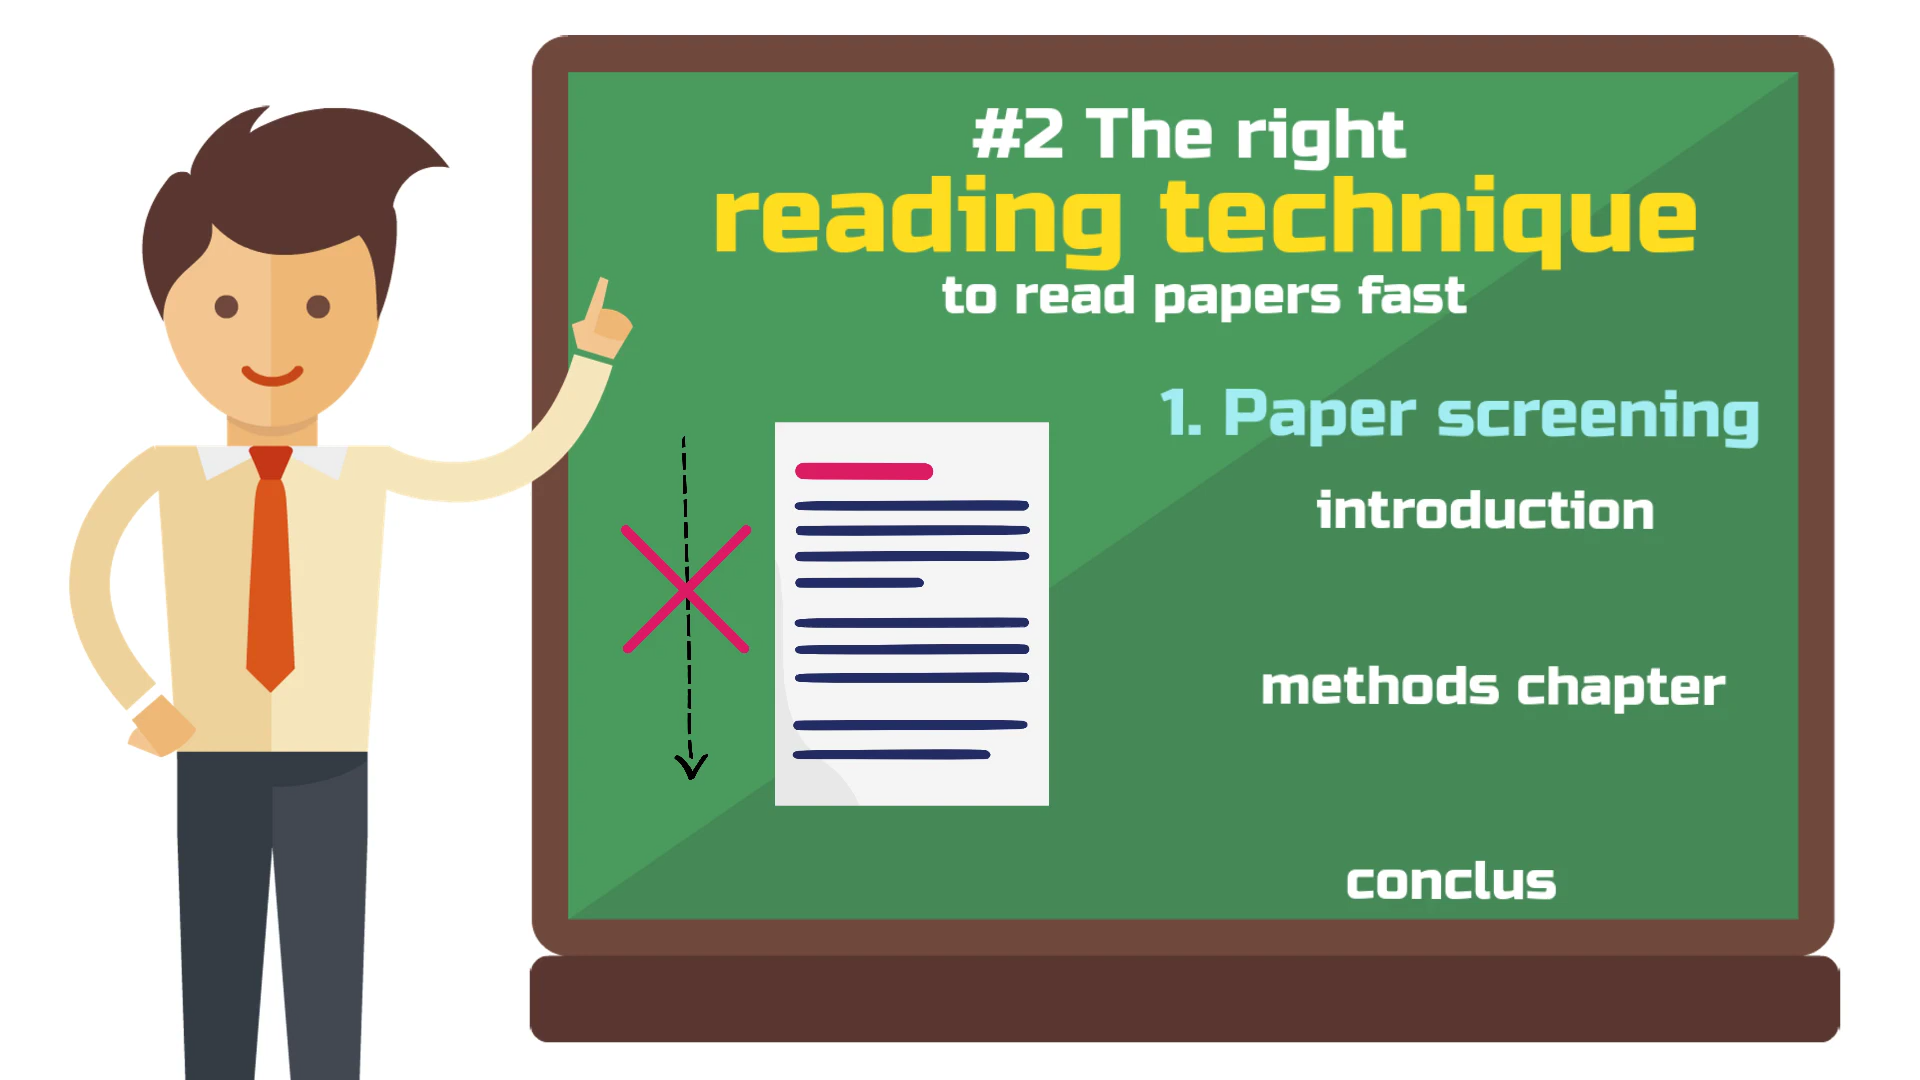 #2 The right
reading technique
to read papers fast
1. Paper screening
introduction
methods chapter
conclus